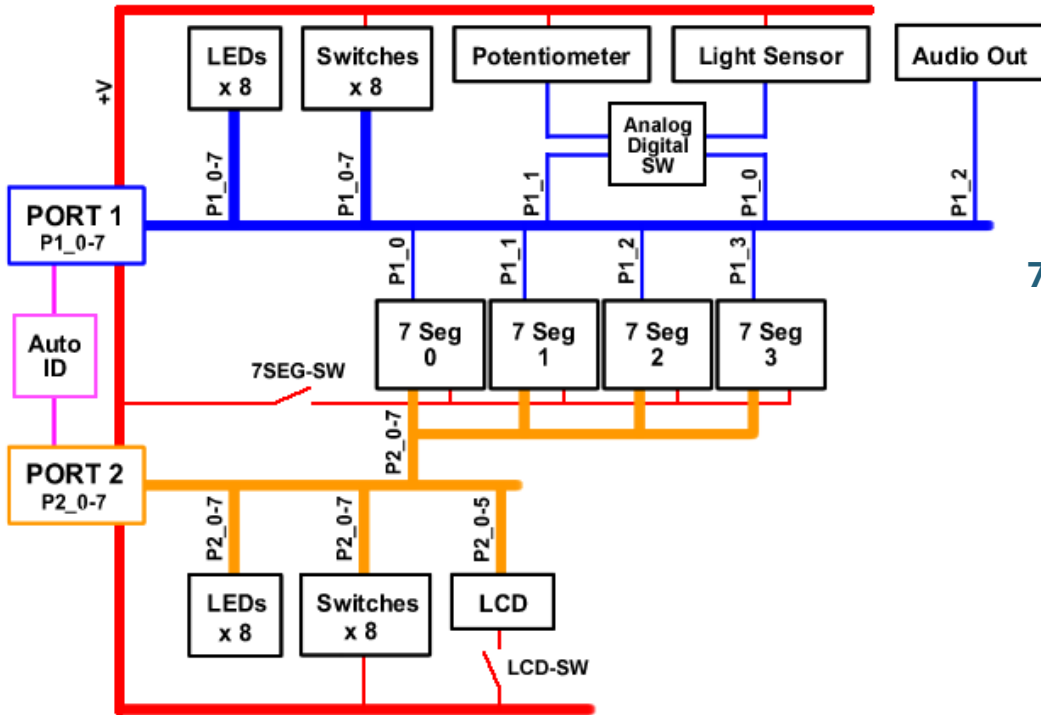 LEDs
x 8
Switches
x 8
Potentiometer
Light Sensor
Audio Out
+V
Analog
Digital
SW
P1_0-7
P1_0-7
P1_1
P1_0
P1_2
PORT 1
P1_0-7
P1_0
P1_1
P1_2
P1_3
7
Auto
ID
7 Seg
0
7 Seg
1
7 Seg
2
7 Seg
3
7SEG-SW
P2_0-7
PORT 2
P2_0-7
P2_0-7
P2_0-7
P2_0-5
LEDs
x 8
Switches
x 8
LCD
LCD-SW